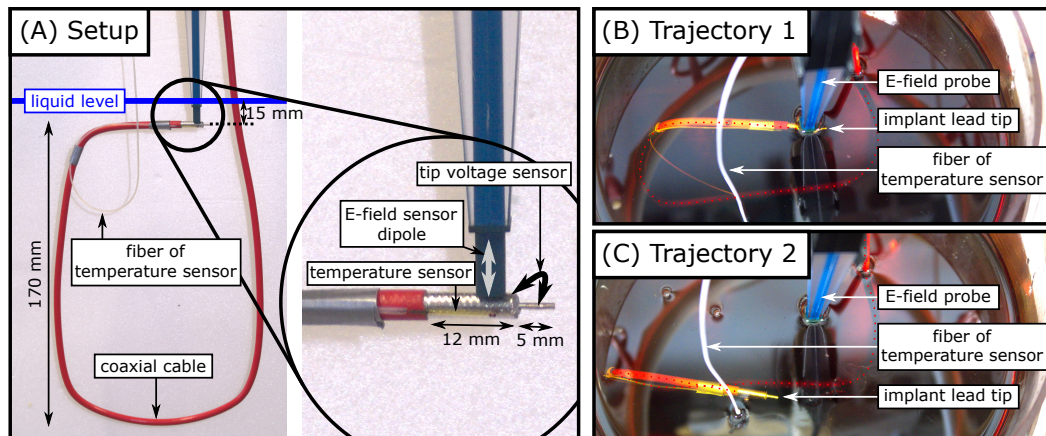 (A) Setup
liquid level
15 mm
170 mm
fiber of
temperature sensor
coaxial cable
tip voltage sensor
E-field sensor
dipole
temperature sensor
12 mm
5 mm
(B) Trajectory 1
E-field probe
implant lead tip
fiber of
temperature sensor
(C) Trajectory 2
E-field probe
fiber of
temperature sensor
implant lead tip